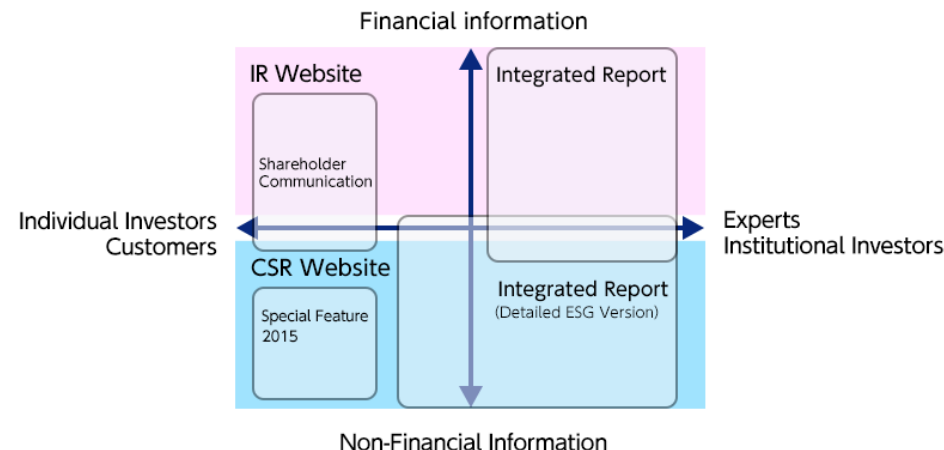 Financial information
IR Website
Integrated Report
Shareholder
Communication
Individual Investors
Customers
Experts
Institutional Investors
CSR Website
Integrated Report
(Detailed ESG Version)
Special Feature
2015
Non-Financial Information